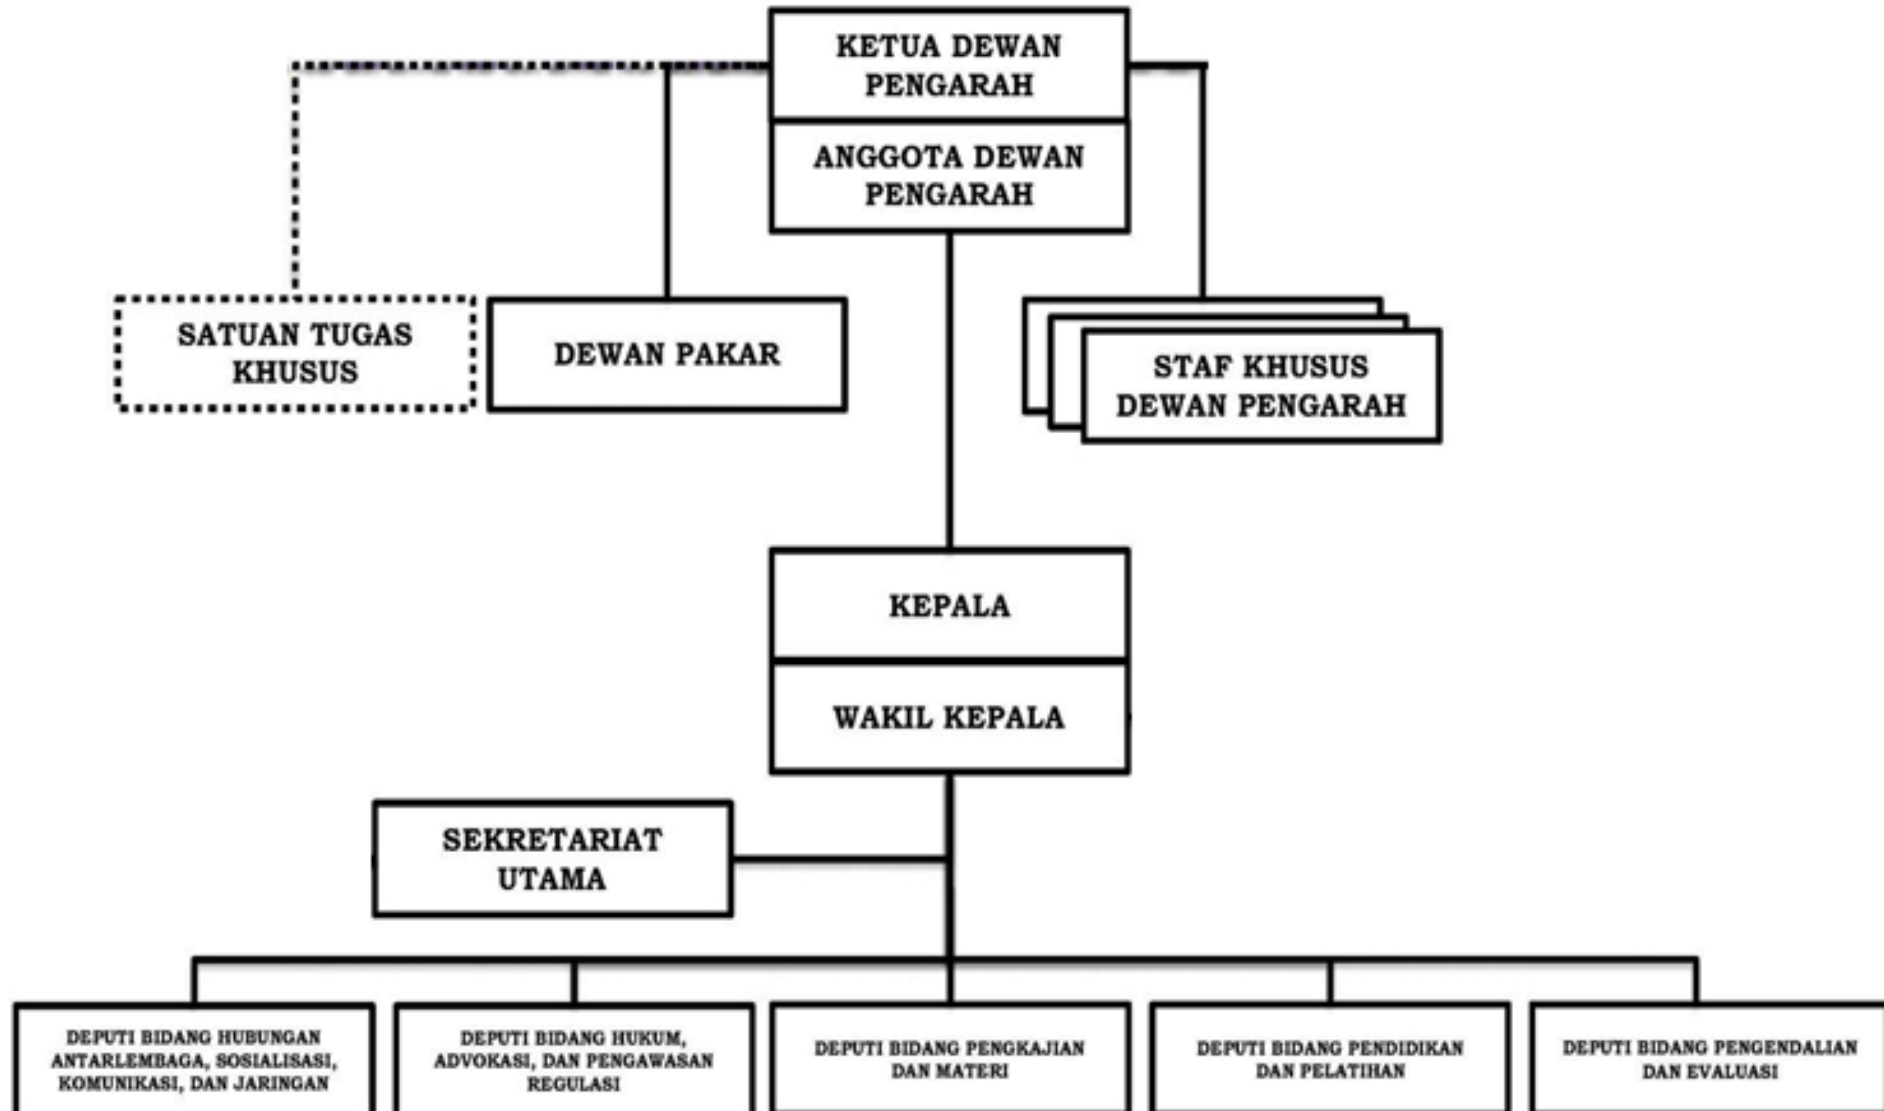 KETUA DEWAN
PENGARAH
ANGGOTA DEWAN
PENGARAH
SATUAN TUGAS
KHUSUS
DEWAN PAKAR
STAF KHUSUS
DEWAN PENGARAH
KEPALA
WAKIL KEPALA
SEKRETARIAT
UTAMA
DEPUTI BIDANG HUBUNGAN
ANTARLEMBAGA, SOSIALISASI,
KOMUNIKASI, DAN JARINGAN
DEPUTI BIDANG HUKUM,
ADVOKASI, DAN PENGAWASAN
REGULASI
DEPUTI BIDANG PENGKAJIAN
DAN MATERI
DEPUTI BIDANG PENDIDIKAN
DAN PELATIHAN
DEPUTI BIDANG PENGENDALIAN
DAN EVALUASI